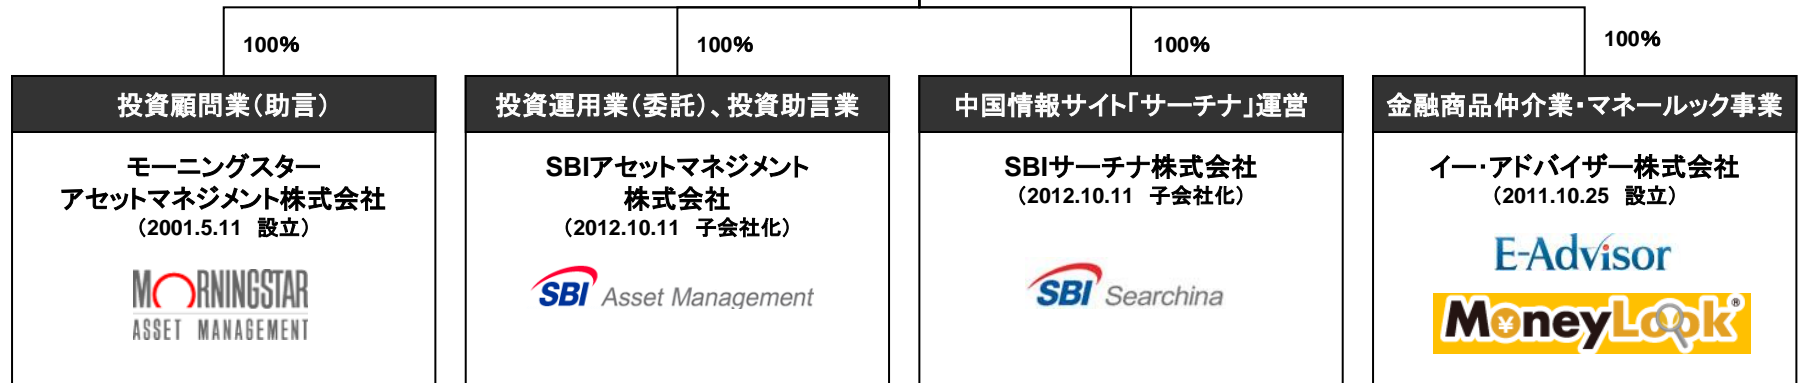 100%
100%
100%
100%
投資顧問業(助言)
モーニングスター
アセットマネジメント株式会社
(2001.5.11 設立)
MORNINGSTAR
ASSET MANAGEMENT
投資運用業(委託)、投資助言業
SBIアセットマネジメント
株式会社
(2012.10.11 子会社化)
SBI Asset Management
中国情報サイト「サーチナ」運営
SBIサーチナ株式会社
(2012.10.11 子会社化)
SBI Searchina
金融商品仲介業・マネールック事業
イー・アドバイザー株式会社
(2011.10.25 設立)
E-Advisor
MoneyLook®